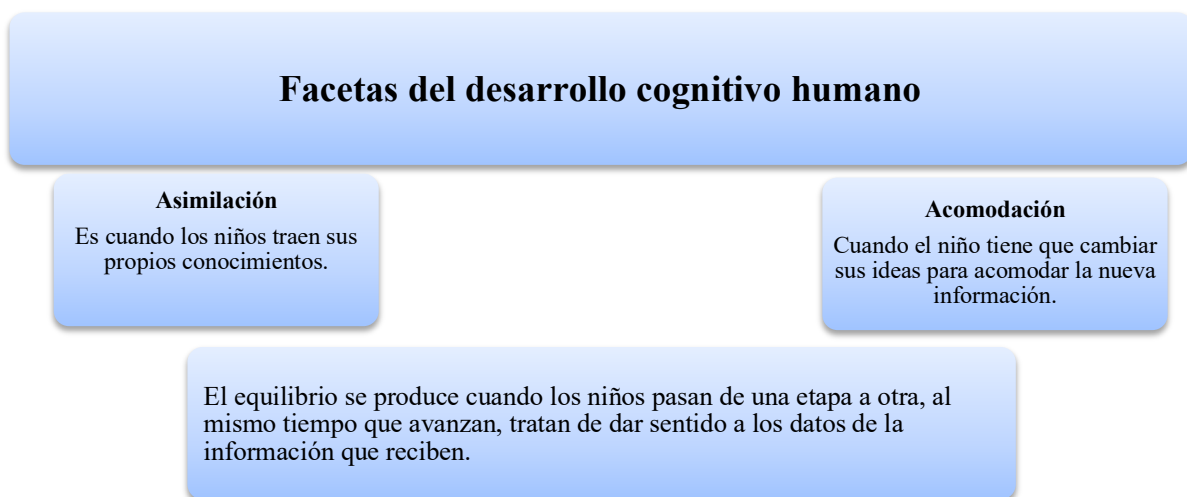 Facetas del desarrollo cognitivo humano
Asimilación
Es cuando los niños traen sus
propios conocimientos.
Acomodación
Cuando el niño tiene que cambiar
sus ideas para acomodar la nueva
información.
El equilibrio se produce cuando los niños pasan de una etapa a otra, al
mismo tiempo que avanzan, tratan de dar sentido a los datos de la
información que reciben.